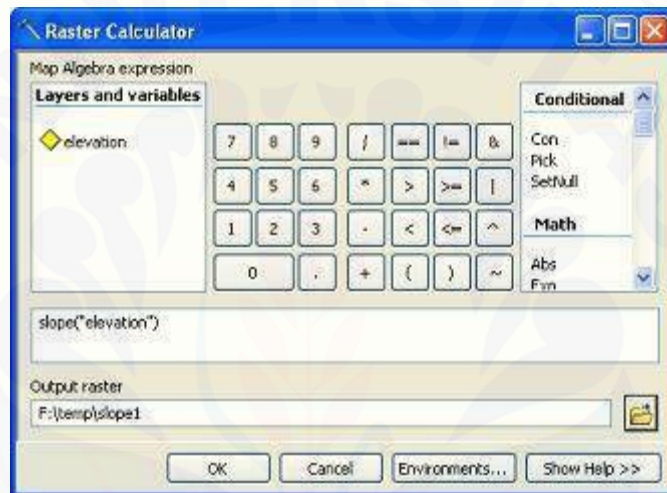 Raster Calculator
Map Algebra expression
Layers and variables
elevation
7 8 9 / == != &
4 5 6 * > >= |
1 2 3 - < <= ^
0 . + ( ) ~
Conditional
Con
Pick
SetNull
Math
Abs
slope("elevation")
Output raster
F:\temp\slope1
OK Cancel Environments... Show Help >>